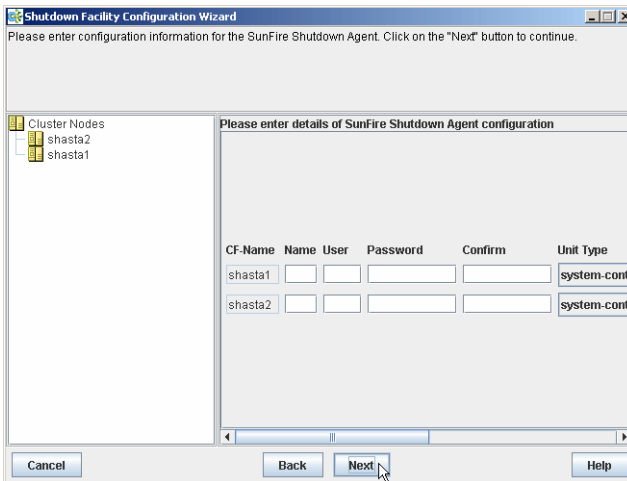 Shutdown Facility Configuration Wizard
Please enter configuration information for the SunFire Shutdown Agent. Click on the "Next" button to continue.
Cluster Nodes
shasta2
shasta1
Please enter details of SunFire Shutdown Agent configuration
CF-Name Name User Password Confirm Unit Type
shasta1 system-cont
shasta2 system-cont
Cancel Back Next Help